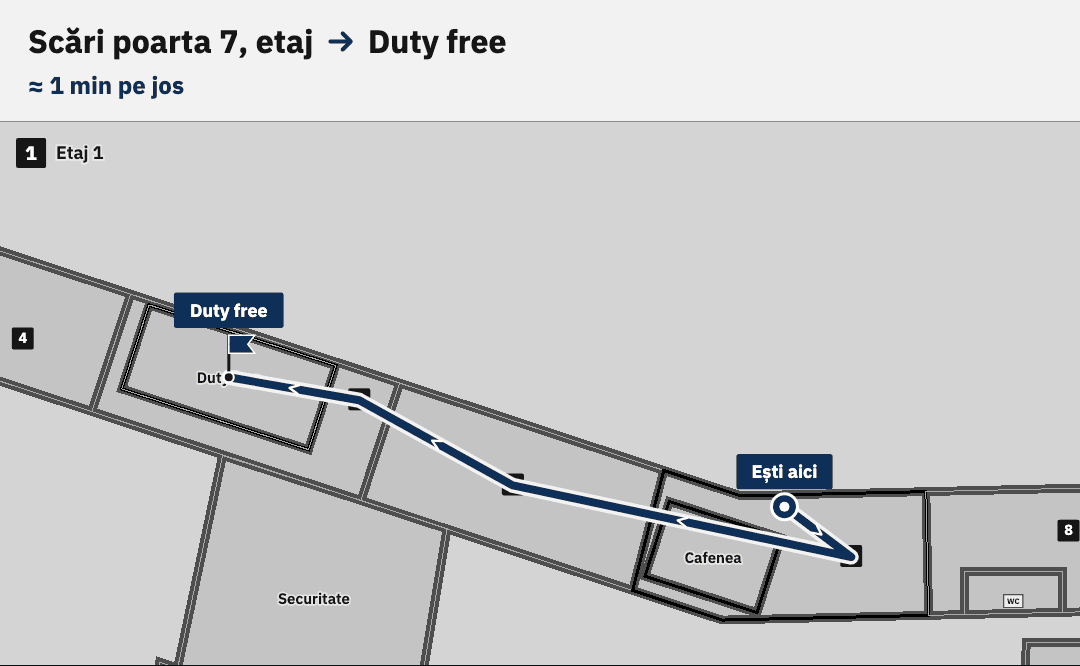 Scări poarta 7, etaj → Duty free
≈ 1 min pe jos
1 Etaj 1
Duty free
4
Ești aici
8
Cafenea
Securitate
WC